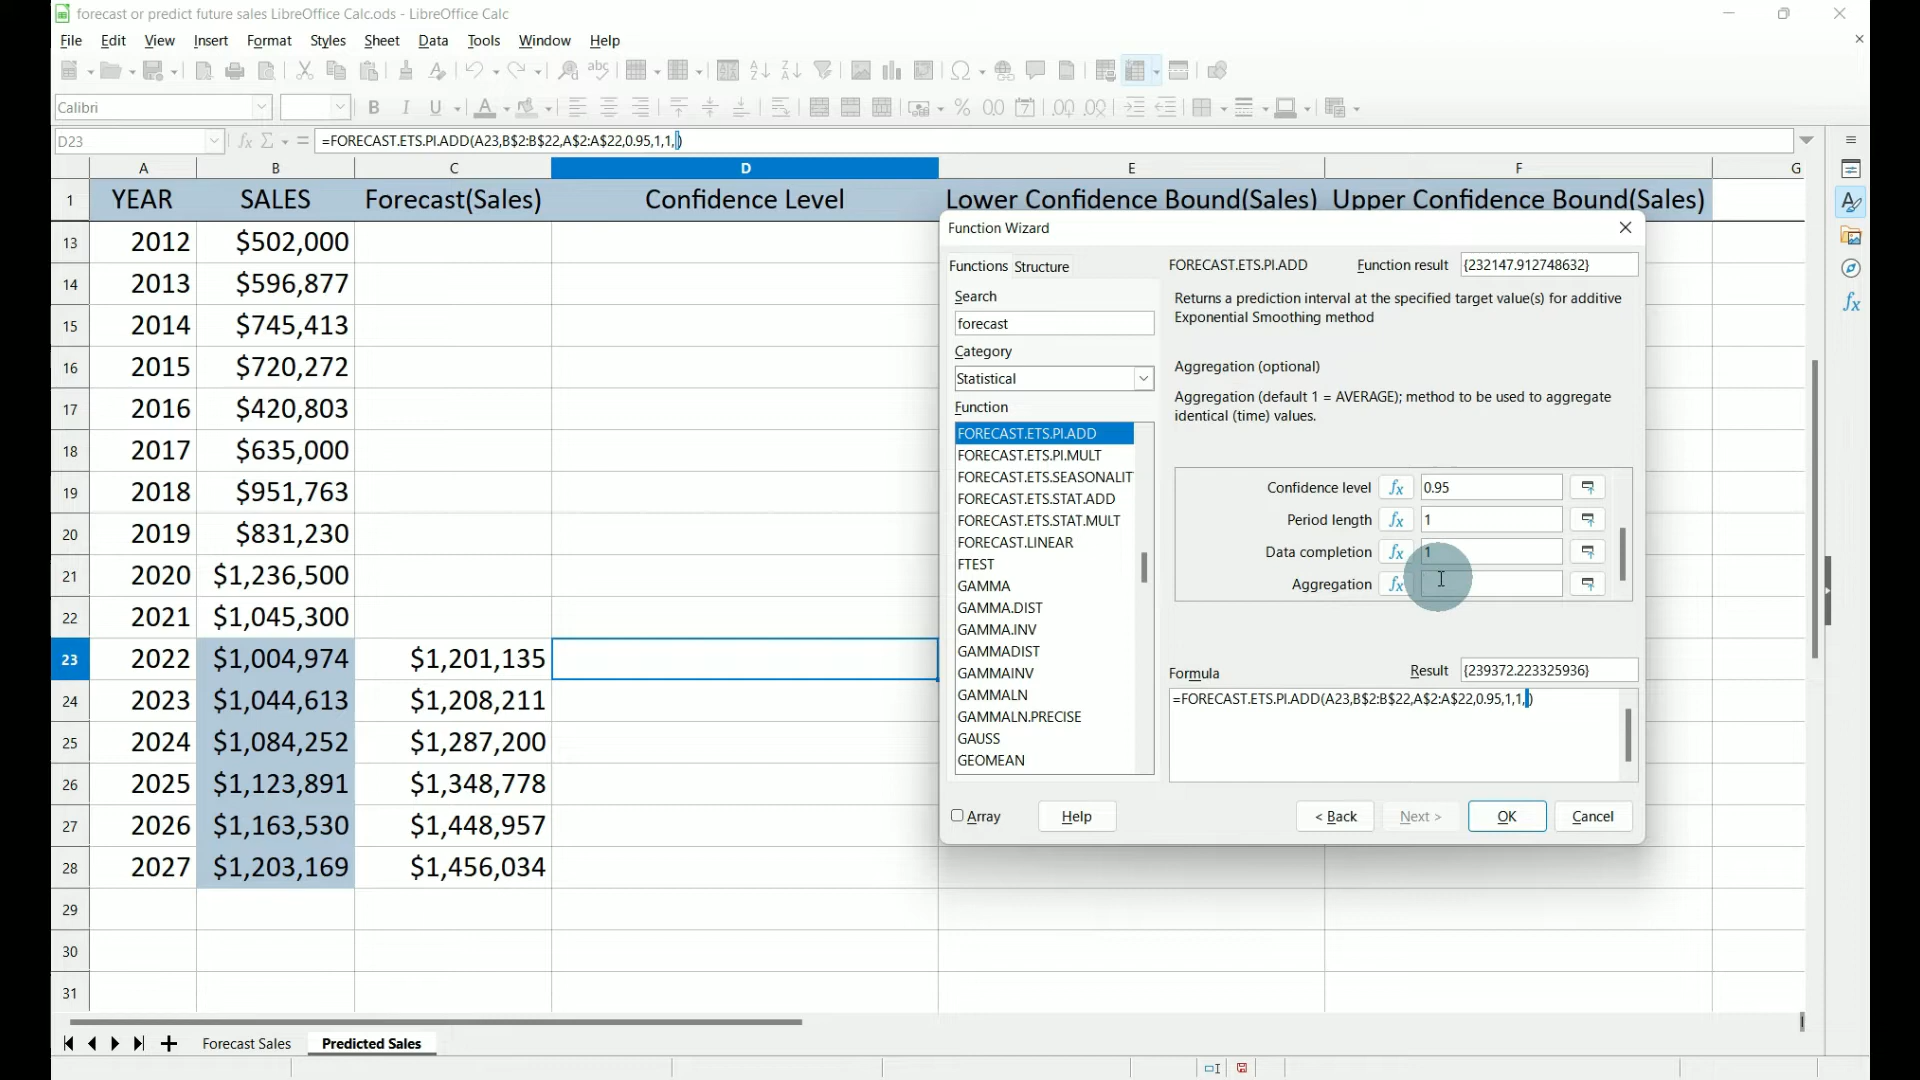 forecast or predict future sales LibreOffice Calc.ods - LibreOffice Calc
File Edit View Insert Format Styles Sheet Data Tools Window Help
Calibri
D23 =FORECAST.ETS.PI.ADD(A23,B$2:B$22,A$2:A$22,0.95,1,1,)
A B C D E F G
1 YEAR SALES Forecast(Sales) Confidence Level Lower Confidence Bound(Sales) Upper Confidence Bound(Sales)
13 2012 $502,000
14 2013 $596,877
15 2014 $745,413
16 2015 $720,272
17 2016 $420,803
18 2017 $635,000
19 2018 $951,763
20 2019 $831,230
21 2020 $1,236,500
22 2021 $1,045,300
23 2022 $1,004,974 $1,201,135
24 2023 $1,044,613 $1,208,211
25 2024 $1,084,252 $1,287,200
26 2025 $1,123,891 $1,348,778
27 2026 $1,163,530 $1,448,957
28 2027 $1,203,169 $1,456,034
29
30
31
Function Wizard
Functions Structure
Search
forecast
Category
Statistical
Function
FORECAST.ETS.PI.ADD
FORECAST.ETS.PI.MULT
FORECAST.ETS.SEASONALIT
FORECAST.ETS.STAT.ADD
FORECAST.ETS.STAT.MULT
FORECAST.LINEAR
FTEST
GAMMA
GAMMA.DIST
GAMMA.INV
GAMMADIST
GAMMAINV
GAMMALN
GAMMALN.PRECISE
GAUSS
GEOMEAN
FORECAST.ETS.PI.ADD Function result {232147.912748632}
Returns a prediction interval at the specified target value(s) for additive
Exponential Smoothing method
Aggregation (optional)
Aggregation (default 1 = AVERAGE); method to be used to aggregate
identical (time) values.
Confidence level fx 0.95
Period length fx 1
Data completion fx 1
Aggregation fx
Formula Result {239372.223325936}
=FORECAST.ETS.PI.ADD(A23,B$2:B$22,A$2:A$22,0.95,1,1,)
Array Help < Back Next > OK Cancel
Forecast Sales Predicted Sales